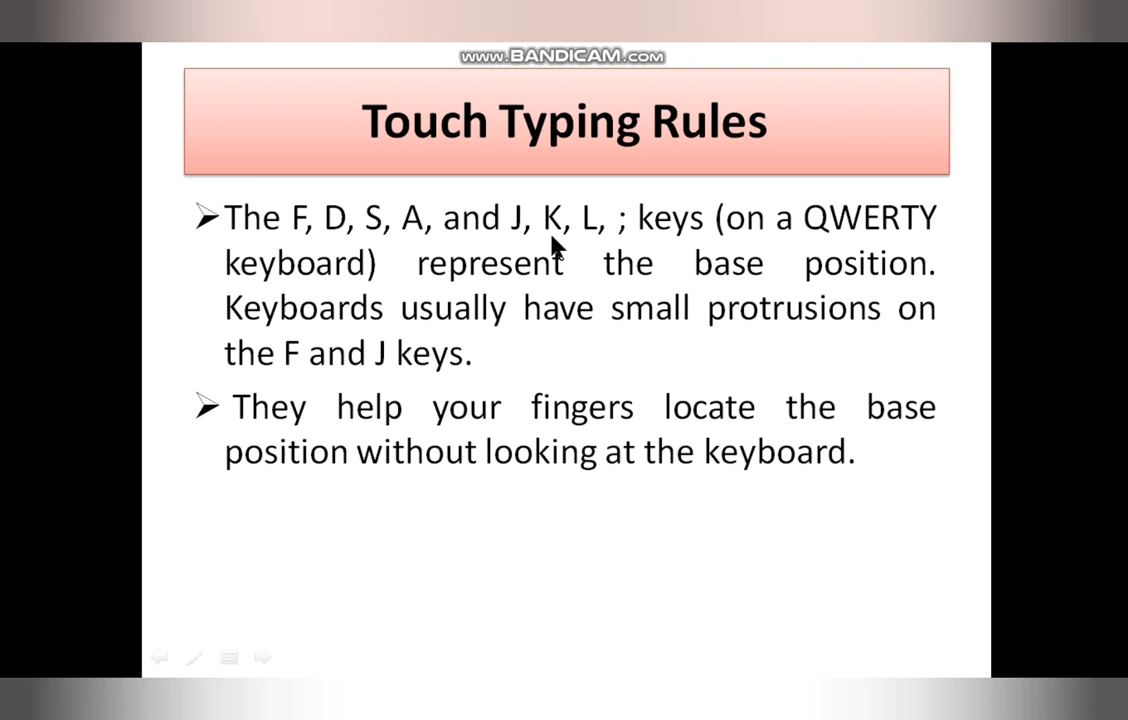 www.BANDICAM.com
Touch Typing Rules
➢The F, D, S, A, and J, K, L, ; keys (on a QWERTY
keyboard) represent the base position.
Keyboards usually have small protrusions on
the F and J keys.
➢ They help your fingers locate the base
position without looking at the keyboard.